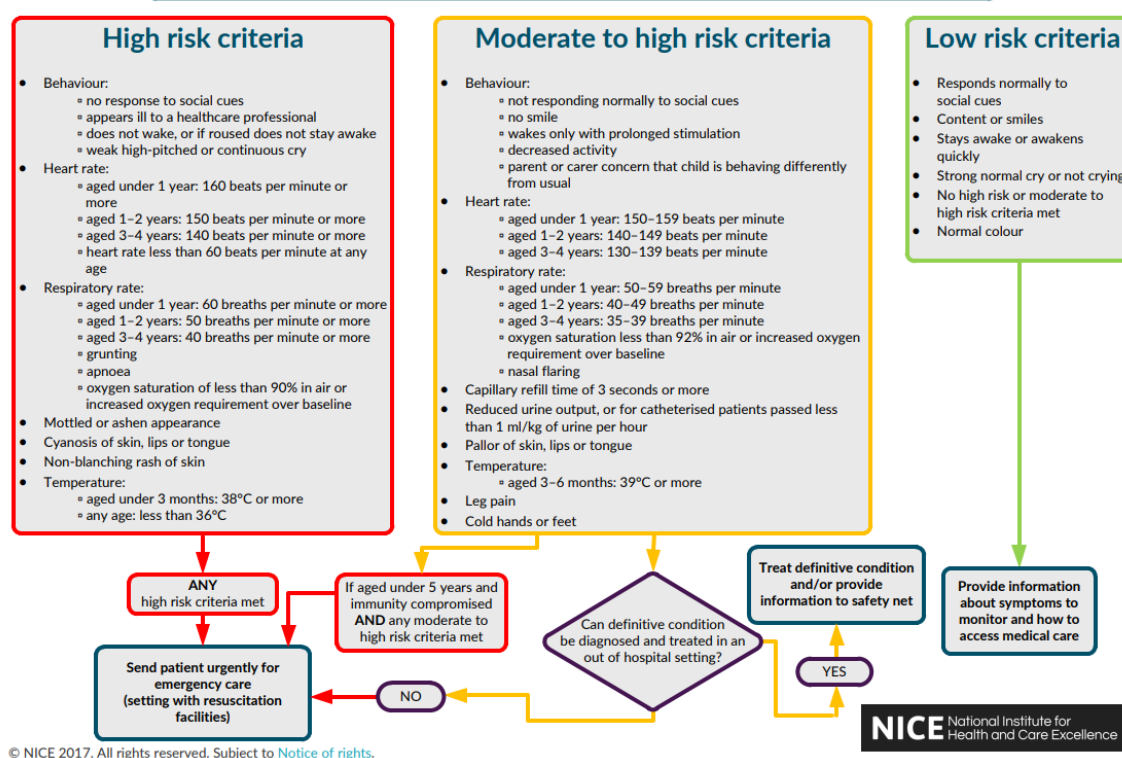 High risk criteria
• Behaviour:
▫ no response to social cues
▫ appears ill to a healthcare professional
▫ does not wake, or if roused does not stay awake
▫ weak high-pitched or continuous cry
• Heart rate:
▫ aged under 1 year: 160 beats per minute or
more
▫ aged 1–2 years: 150 beats per minute or more
▫ aged 3–4 years: 140 beats per minute or more
▫ heart rate less than 60 beats per minute at any
age
• Respiratory rate:
▫ aged under 1 year: 60 breaths per minute or more
▫ aged 1–2 years: 50 breaths per minute or more
▫ aged 3–4 years: 40 breaths per minute or more
▫ grunting
▫ apnoea
▫ oxygen saturation of less than 90% in air or
increased oxygen requirement over baseline
• Mottled or ashen appearance
• Cyanosis of skin, lips or tongue
• Non-blanching rash of skin
• Temperature:
▫ aged under 3 months: 38°C or more
▫ any age: less than 36°C
Moderate to high risk criteria
• Behaviour:
▫ not responding normally to social cues
▫ no smile
▫ wakes only with prolonged stimulation
▫ decreased activity
▫ parent or carer concern that child is behaving differently
from usual
• Heart rate:
▫ aged under 1 year: 150–159 beats per minute
▫ aged 1–2 years: 140–149 beats per minute
▫ aged 3–4 years: 130–139 beats per minute
• Respiratory rate:
▫ aged under 1 year: 50–59 breaths per minute
▫ aged 1–2 years: 40–49 breaths per minute
▫ aged 3–4 years: 35–39 breaths per minute
▫ oxygen saturation less than 92% in air or increased oxygen
requirement over baseline
▫ nasal flaring
• Capillary refill time of 3 seconds or more
• Reduced urine output, or for catheterised patients passed less
than 1 ml/kg of urine per hour
• Pallor of skin, lips or tongue
• Temperature:
▫ aged 3–6 months: 39°C or more
• Leg pain
• Cold hands or feet
Low risk criteria
• Responds normally to
social cues
• Content or smiles
• Stays awake or awakens
quickly
• Strong normal cry or not crying
• No high risk or moderate to
high risk criteria met
• Normal colour
ANY
high risk criteria met
If aged under 5 years and
immunity compromised
AND any moderate to
high risk criteria met
Can definitive condition
be diagnosed and treated in an
out of hospital setting?
Treat definitive condition
and/or provide
information to safety net
Provide information
about symptoms to
monitor and how to
access medical care
YES
NO
Send patient urgently for
emergency care
(setting with resuscitation
facilities)
NICE National Institute for
Health and Care Excellence
© NICE 2017. All rights reserved. Subject to Notice of rights.